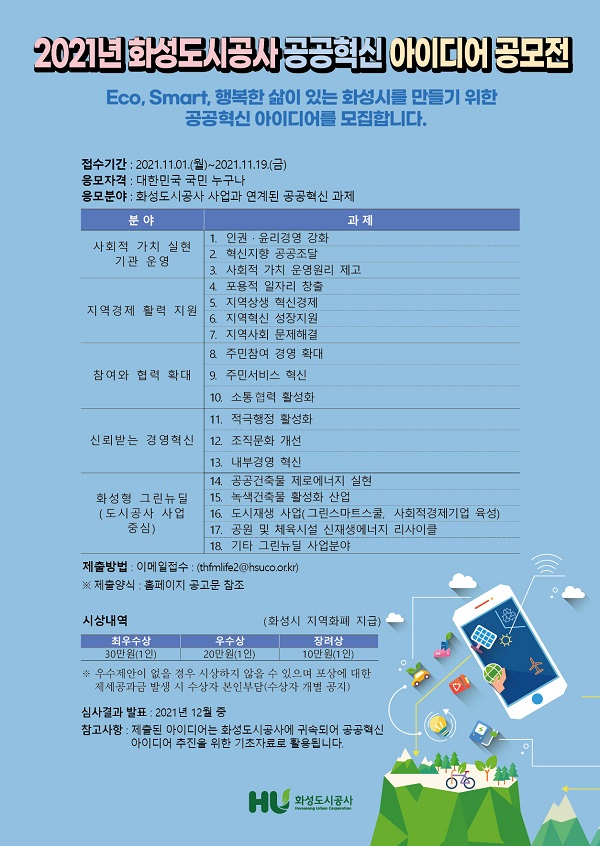 2021년 화성도시공사 공공혁신 아이디어 공모전
Eco, Smart, 행복한 삶이 있는 화성시를 만들기 위한
공공혁신 아이디어를 모집합니다.
접수기간 : 2021.11.01.(월)~2021.11.19.(금)
응모자격 : 대한민국 국민 누구나
응모분야 : 화성도시공사 사업과 연계된 공공혁신 과제
분 야 과 제
사회적 가치 실현
기관 운영
1. 인권 · 윤리경영 강화
2. 혁신지향 공공조달
3. 사회적 가치 운영원리 제고
지역경제 활력 지원
4. 포용적 일자리 창출
5. 지역상생 혁신경제
6. 지역혁신 성장지원
7. 지역사회 문제해결
참여와 협력 확대
8. 주민참여 경영 확대
9. 주민서비스 혁신
10. 소통협력 활성화
신뢰받는 경영혁신
11. 적극행정 활성화
12. 조직문화 개선
13. 내부경영 혁신
화성형 그린뉴딜
(도시공사 사업
중심)
14. 공공건축물 제로에너지 실현
15. 녹색건축물 활성화 산업
16. 도시재생 사업(그린스마트스쿨, 사회적경제기업 육성)
17. 공원 및 체육시설 신재생에너지 리사이클
18. 기타 그린뉴딜 사업분야
제출방법 : 이메일접수 : (thfmlife2@hsuco.or.kr)
※ 제출양식 : 홈페이지 공고문 참조
시상내역 (화성시 지역화폐 지급)
최우수상 우수상 장려상
30만원(1인) 20만원(1인) 10만원(1인)
※ 우수제안이 없을 경우 시상하지 않을 수 있으며 포상에 대한
제세공과금 발생 시 수상자 본인부담(수상자 개별 공지)
심사결과 발표 : 2021년 12월 중
참고사항 : 제출된 아이디어는 화성도시공사에 귀속되어 공공혁신
아이디어 추진을 위한 기초자료로 활용됩니다.
HU 화성도시공사
Hwaseong Urban Corporation